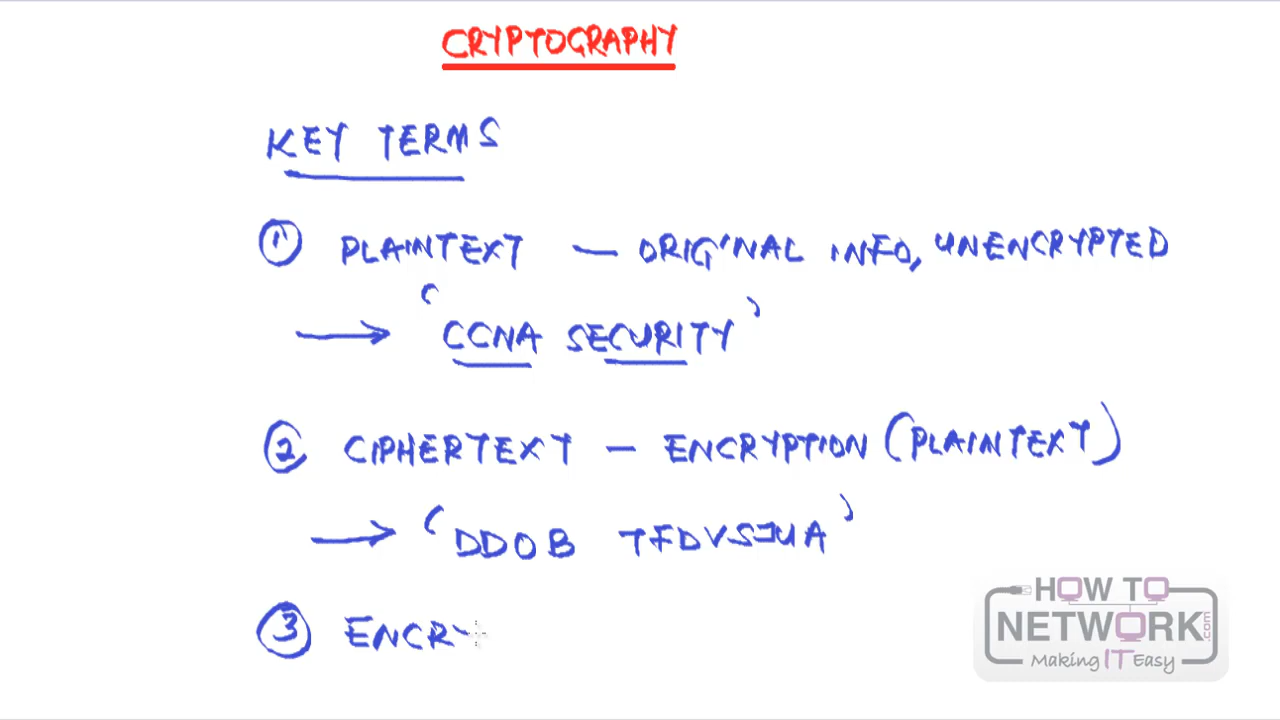 CRYPTOGRAPHY
KEY TERMS
① PLAINTEXT — ORIGINAL INFO, UNENCRYPTED
→ 'CCNA SECURITY'
② CIPHERTEXT — ENCRYPTION (PLAINTEXT)
→ 'DDOB TFDVSJUA'
③ ENCRY
HOW TO
NETWORK.com
Making IT Easy